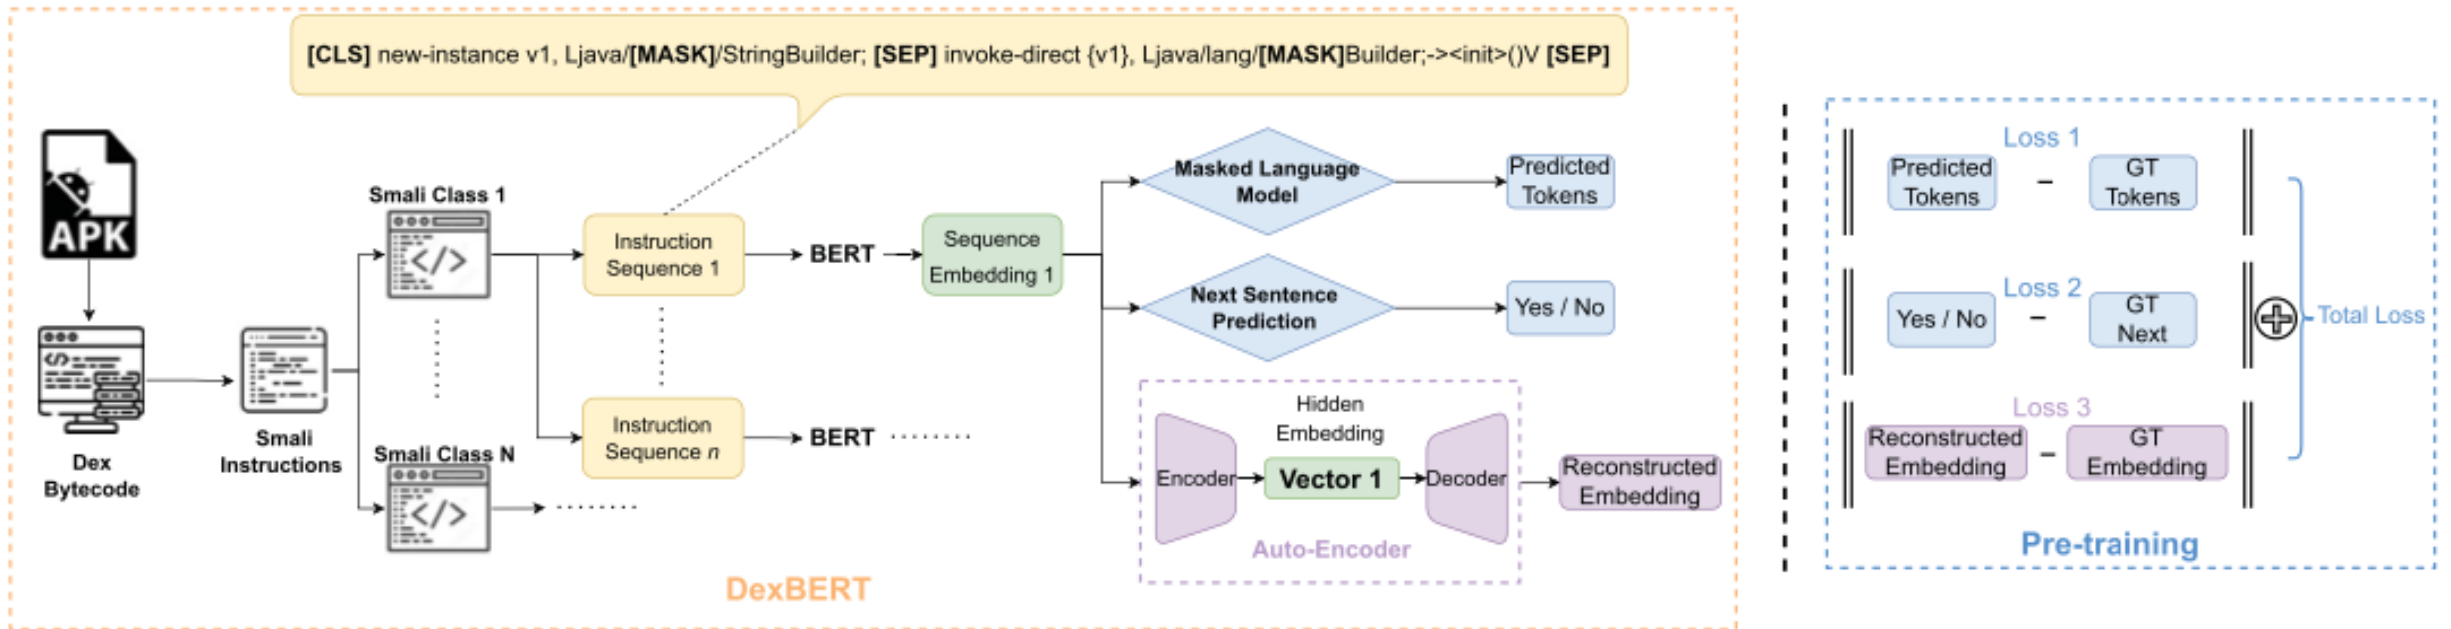 [CLS] new-instance v1, Ljava/[MASK]/StringBuilder; [SEP] invoke-direct {v1}, Ljava/lang/[MASK]Builder;-><init>()V [SEP]
APK
Dex
Bytecode
Smali
Instructions
Smali Class 1
Smali Class N
Instruction
Sequence 1
Instruction
Sequence n
BERT
BERT
Sequence
Embedding 1
Masked Language
Model
Predicted
Tokens
Next Sentence
Prediction
Yes / No
Hidden
Embedding
Encoder
Vector 1
Decoder
Auto-Encoder
Reconstructed
Embedding
DexBERT
Loss 1
Predicted
Tokens
–
GT
Tokens
Loss 2
Yes / No
–
GT
Next
Loss 3
Reconstructed
Embedding
–
GT
Embedding
Total Loss
Pre-training